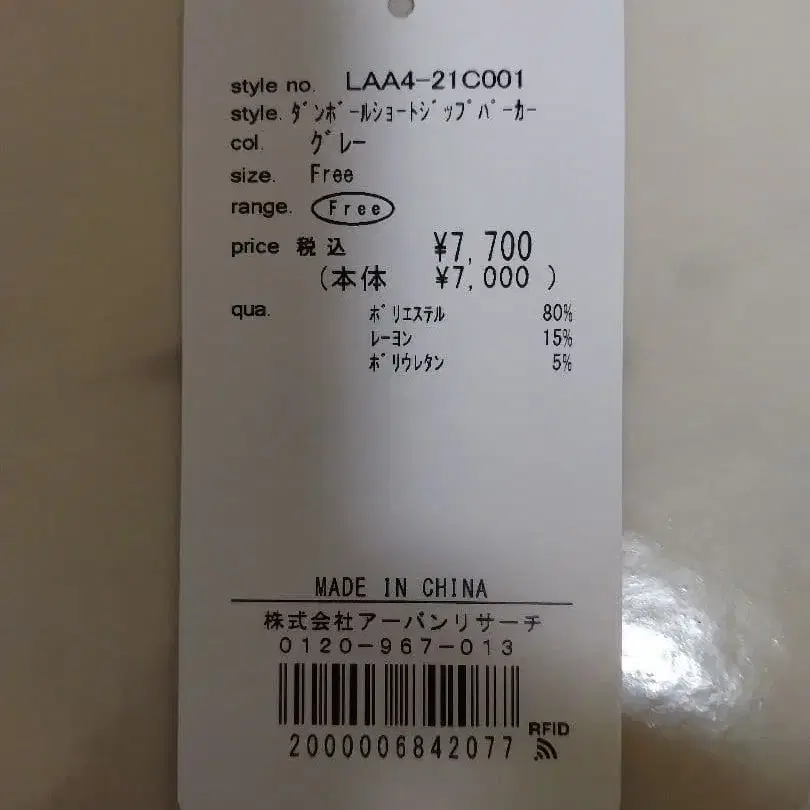 style no. LAA4-21C001
style. ﾀﾞﾝﾎﾞｰﾙｼｮｰﾄｼﾞｯﾌﾟﾊﾟｰｶｰ
col. ｸﾞﾚｰ
size. Free
range. Free
price 税込 ¥7,700
(本体 ¥7,000 )
qua. ﾎﾟﾘｴｽﾃﾙ 80%
ﾚｰﾖﾝ 15%
ﾎﾟﾘｳﾚﾀﾝ 5%
MADE IN CHINA
株式会社アーバンリサーチ
0120-967-013
RFID
2000006842077